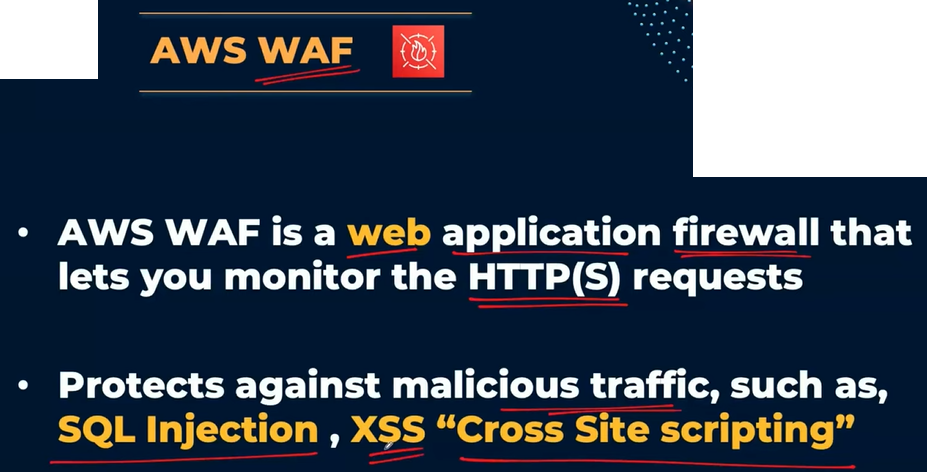 AWS WAF
• AWS WAF is a web application firewall that
lets you monitor the HTTP(S) requests
• Protects against malicious traffic, such as,
SQL Injection , XSS “Cross Site scripting”